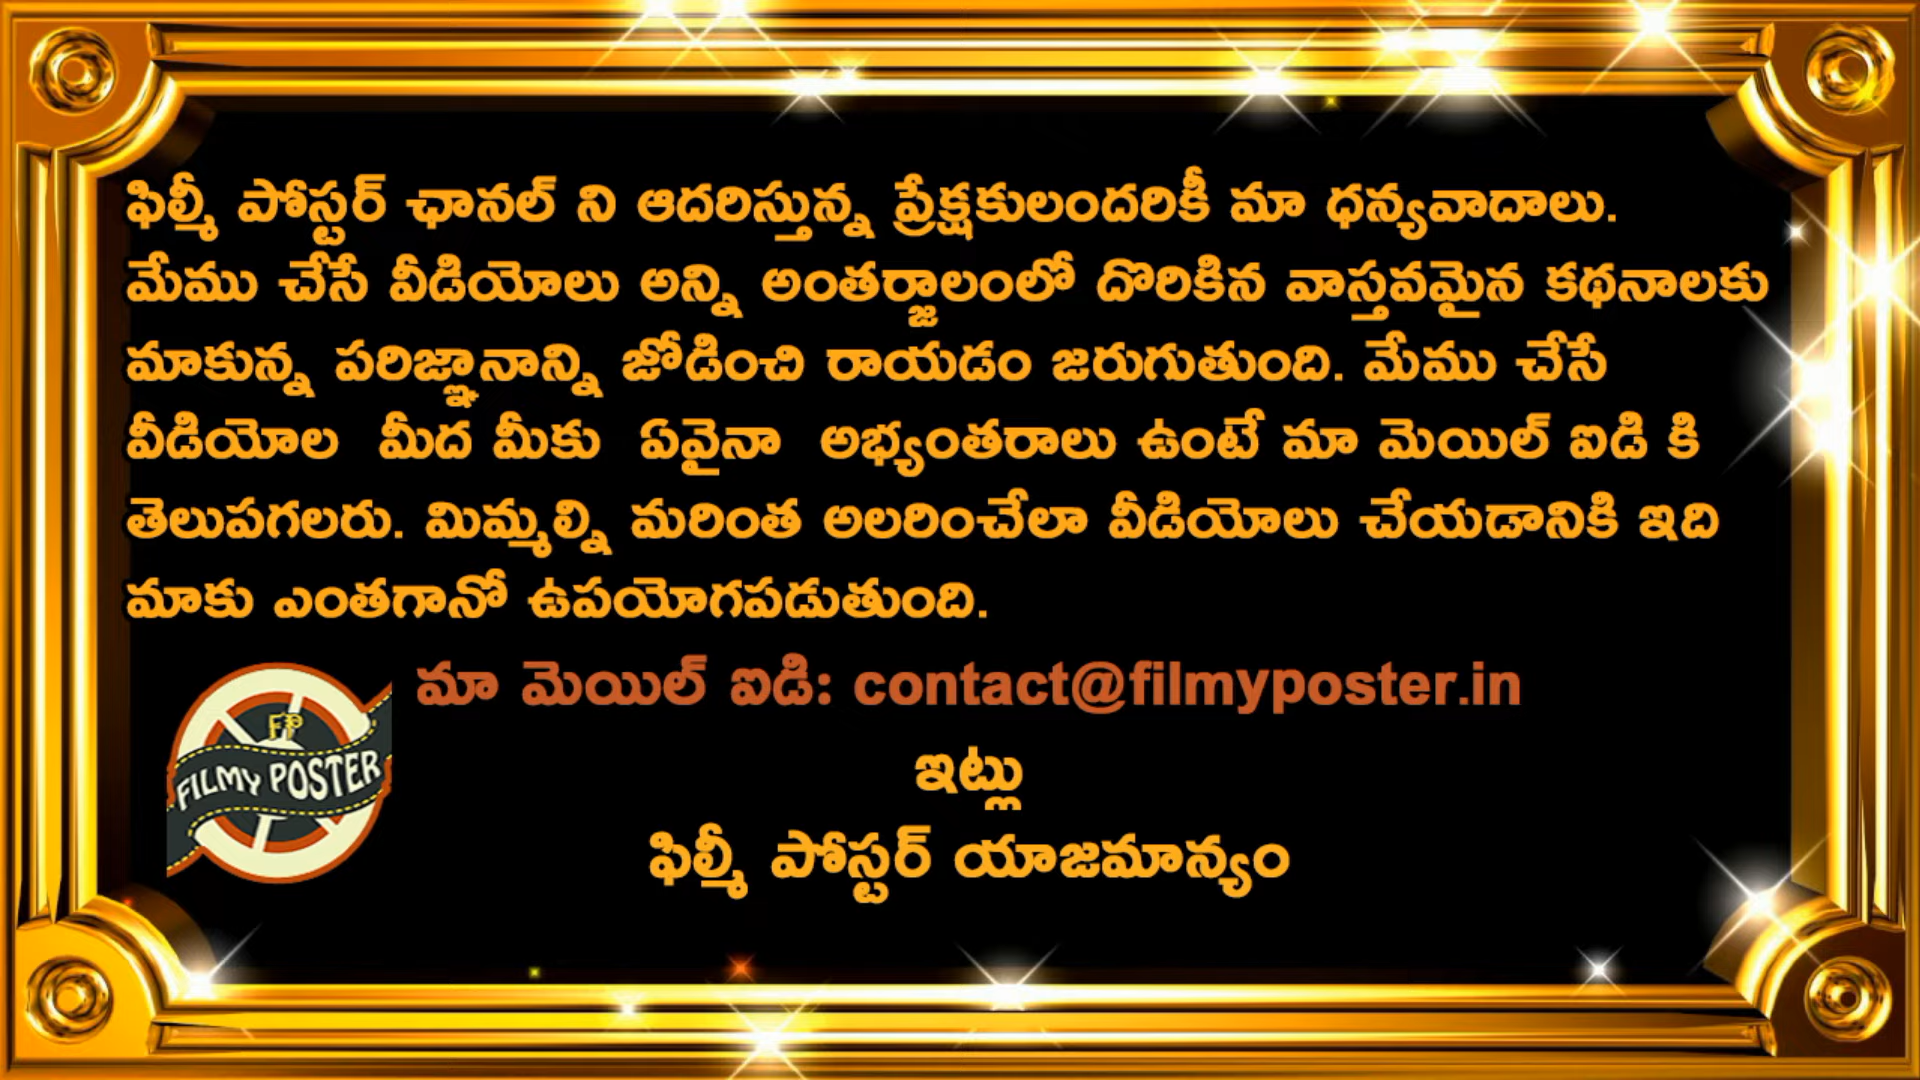 ఫిల్మీ పోస్టర్ ఛానల్ ని ఆదరిస్తున్న ప్రేక్షకులందరికీ మా ధన్యవాదాలు.
మేము చేసే వీడియోలు అన్ని అంతర్జాలంలో దొరికిన వాస్తవమైన కథనాలకు
మాకున్న పరిజ్ఞానాన్ని జోడించి రాయడం జరుగుతుంది. మేము చేసే
వీడియోల మీద మీకు ఏవైనా అభ్యంతరాలు ఉంటే మా మెయిల్ ఐడి కి
తెలుపగలరు. మిమ్మల్ని మరింత అలరించేలా వీడియోలు చేయడానికి ఇది
మాకు ఎంతగానో ఉపయోగపడుతుంది.
మా మెయిల్ ఐడి: contact@filmyposter.in
FP
FILMY POSTER
ఇట్లు
ఫిల్మీ పోస్టర్ యాజమాన్యం